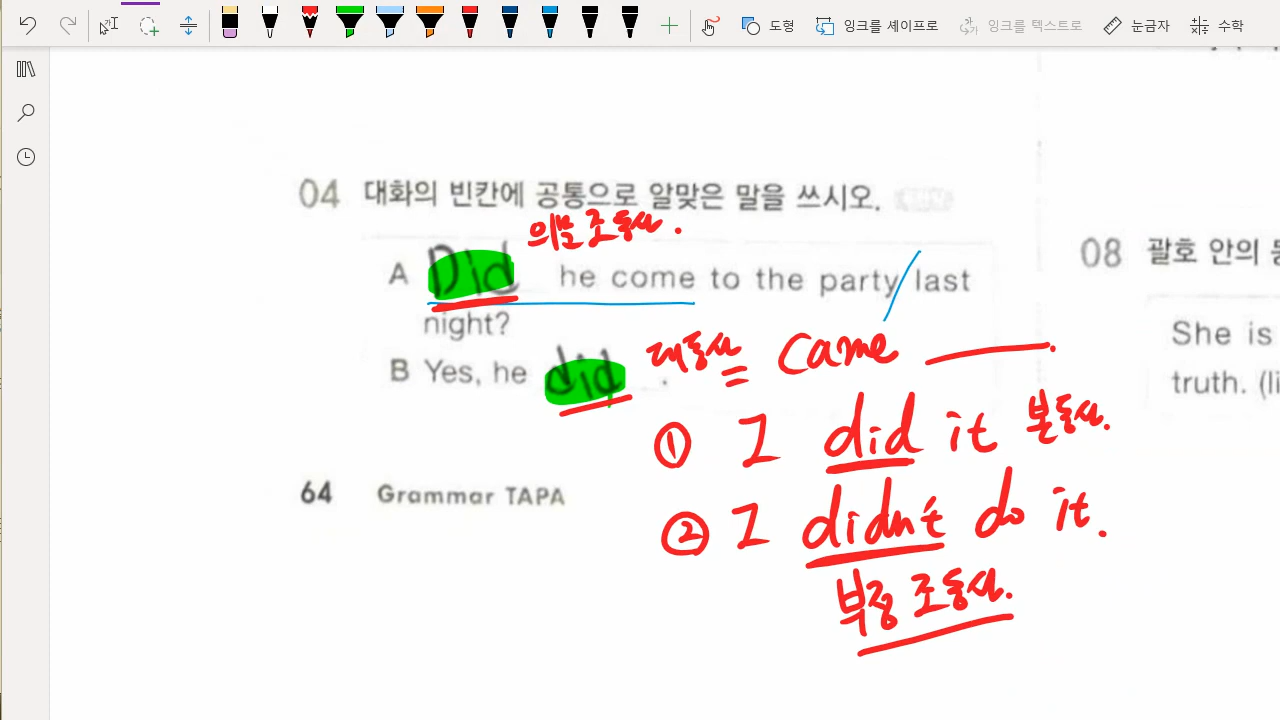 도형
잉크를 셰이프로
잉크를 텍스트로
눈금자
수학
04 대화의 빈칸에 공통으로 알맞은 말을 쓰시오.
의문 조동사.
A Did he come to the party last
night?
B Yes, he did .
대동사 came
① I did it 본동사.
② I didn't do it.
부정 조동사.
64 Grammar TAPA
08 괄호 안의
She is
truth. (li